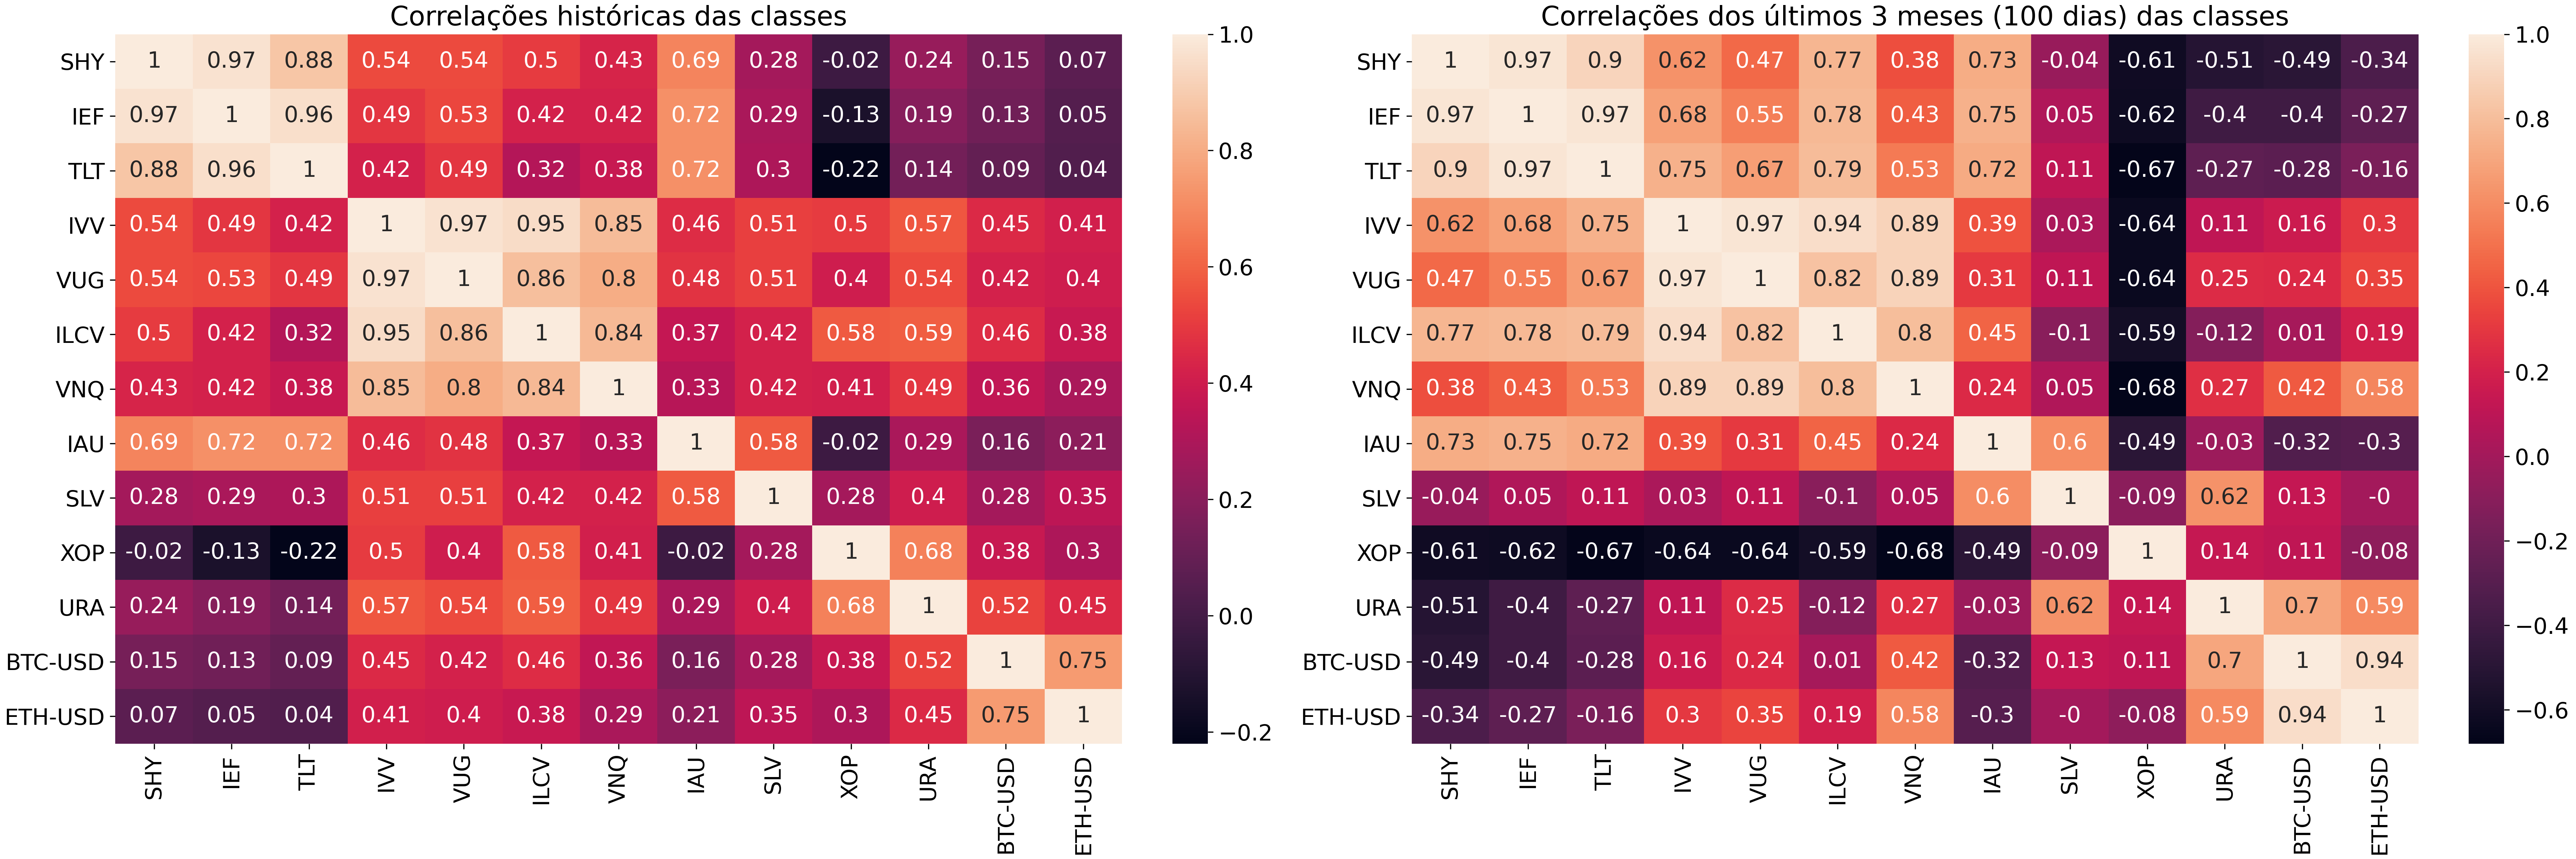 Correlações históricas das classes
SHY 1 0.97 0.88 0.54 0.54 0.5 0.43 0.69 0.28 -0.02 0.24 0.15 0.07
IEF 0.97 1 0.96 0.49 0.53 0.42 0.42 0.72 0.29 -0.13 0.19 0.13 0.05
TLT 0.88 0.96 1 0.42 0.49 0.32 0.38 0.72 0.3 -0.22 0.14 0.09 0.04
IVV 0.54 0.49 0.42 1 0.97 0.95 0.85 0.46 0.51 0.5 0.57 0.45 0.41
VUG 0.54 0.53 0.49 0.97 1 0.86 0.8 0.48 0.51 0.4 0.54 0.42 0.4
ILCV 0.5 0.42 0.32 0.95 0.86 1 0.84 0.37 0.42 0.58 0.59 0.46 0.38
VNQ 0.43 0.42 0.38 0.85 0.8 0.84 1 0.33 0.42 0.41 0.49 0.36 0.29
IAU 0.69 0.72 0.72 0.46 0.48 0.37 0.33 1 0.58 -0.02 0.29 0.16 0.21
SLV 0.28 0.29 0.3 0.51 0.51 0.42 0.42 0.58 1 0.28 0.4 0.28 0.35
XOP -0.02 -0.13 -0.22 0.5 0.4 0.58 0.41 -0.02 0.28 1 0.68 0.38 0.3
URA 0.24 0.19 0.14 0.57 0.54 0.59 0.49 0.29 0.4 0.68 1 0.52 0.45
BTC-USD 0.15 0.13 0.09 0.45 0.42 0.46 0.36 0.16 0.28 0.38 0.52 1 0.75
ETH-USD 0.07 0.05 0.04 0.41 0.4 0.38 0.29 0.21 0.35 0.3 0.45 0.75 1
SHY IEF TLT IVV VUG ILCV VNQ IAU SLV XOP URA BTC-USD ETH-USD
1.0
0.8
0.6
0.4
0.2
0.0
−0.2
Correlações dos últimos 3 meses (100 dias) das classes
SHY 1 0.97 0.9 0.62 0.47 0.77 0.38 0.73 -0.04 -0.61 -0.51 -0.49 -0.34
IEF 0.97 1 0.97 0.68 0.55 0.78 0.43 0.75 0.05 -0.62 -0.4 -0.4 -0.27
TLT 0.9 0.97 1 0.75 0.67 0.79 0.53 0.72 0.11 -0.67 -0.27 -0.28 -0.16
IVV 0.62 0.68 0.75 1 0.97 0.94 0.89 0.39 0.03 -0.64 0.11 0.16 0.3
VUG 0.47 0.55 0.67 0.97 1 0.82 0.89 0.31 0.11 -0.64 0.25 0.24 0.35
ILCV 0.77 0.78 0.79 0.94 0.82 1 0.8 0.45 -0.1 -0.59 -0.12 0.01 0.19
VNQ 0.38 0.43 0.53 0.89 0.89 0.8 1 0.24 0.05 -0.68 0.27 0.42 0.58
IAU 0.73 0.75 0.72 0.39 0.31 0.45 0.24 1 0.6 -0.49 -0.03 -0.32 -0.3
SLV -0.04 0.05 0.11 0.03 0.11 -0.1 0.05 0.6 1 -0.09 0.62 0.13 -0
XOP -0.61 -0.62 -0.67 -0.64 -0.64 -0.59 -0.68 -0.49 -0.09 1 0.14 0.11 -0.08
URA -0.51 -0.4 -0.27 0.11 0.25 -0.12 0.27 -0.03 0.62 0.14 1 0.7 0.59
BTC-USD -0.49 -0.4 -0.28 0.16 0.24 0.01 0.42 -0.32 0.13 0.11 0.7 1 0.94
ETH-USD -0.34 -0.27 -0.16 0.3 0.35 0.19 0.58 -0.3 -0 -0.08 0.59 0.94 1
SHY IEF TLT IVV VUG ILCV VNQ IAU SLV XOP URA BTC-USD ETH-USD
1.0
0.8
0.6
0.4
0.2
0.0
−0.2
−0.4
−0.6